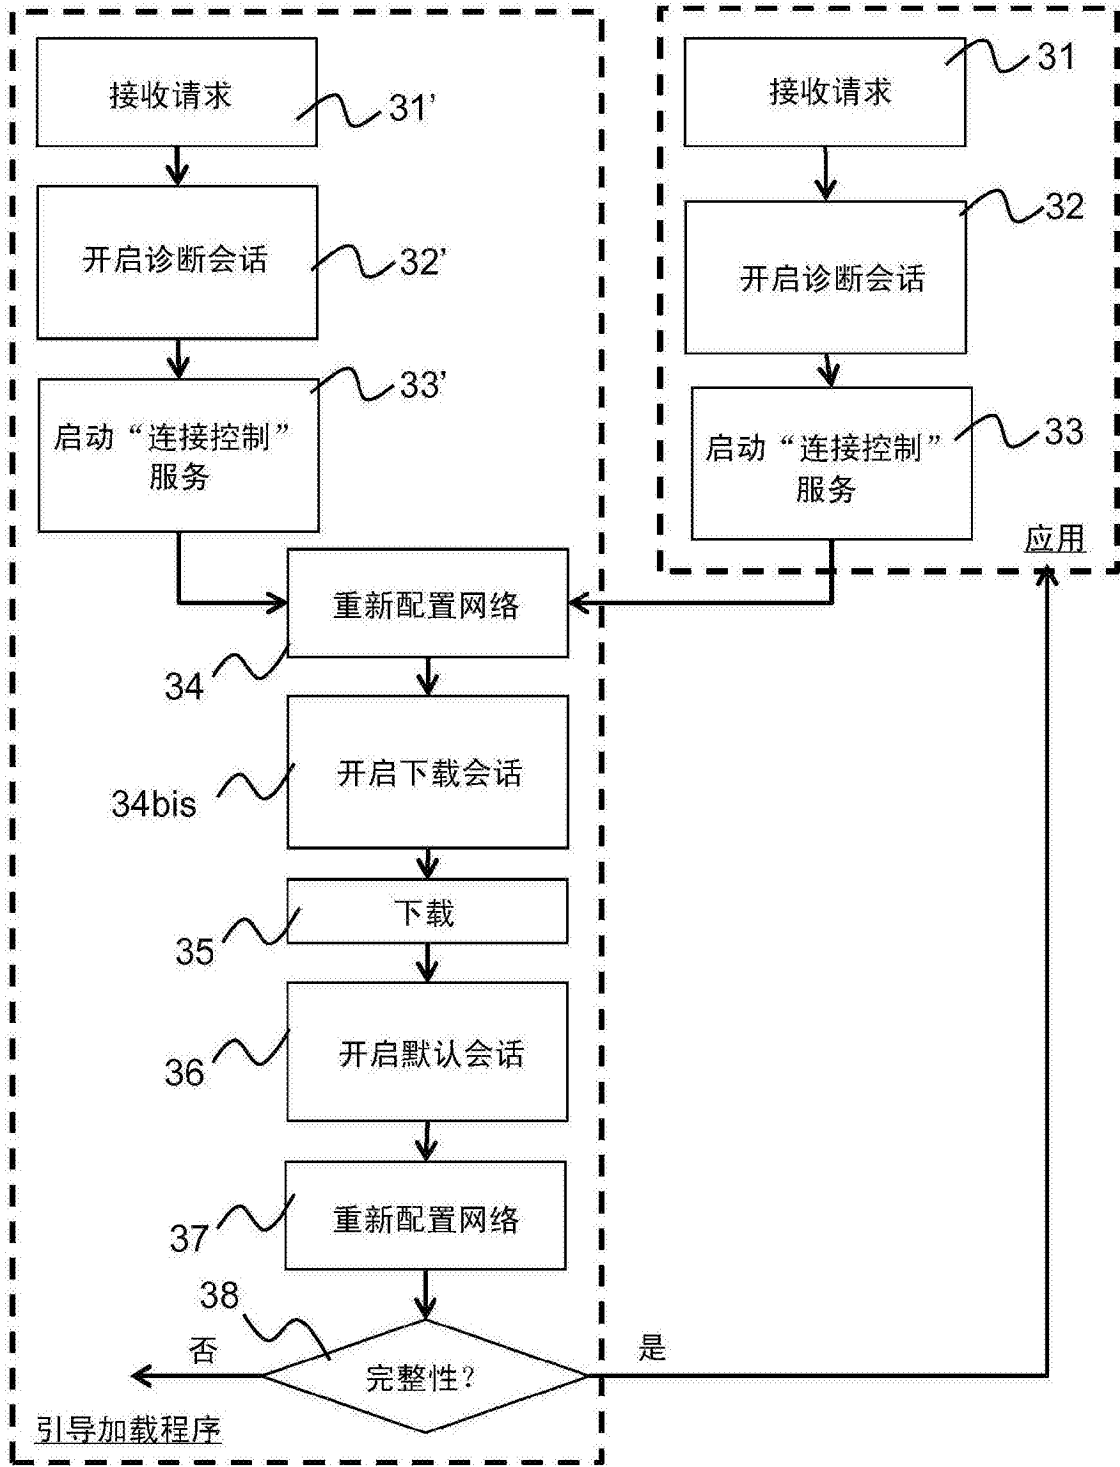 接收请求
31’
接收请求
31
开启诊断会话
32’
开启诊断会话
32
启动“连接控制”
服务
33’
启动“连接控制”
服务
33
应用
重新配置网络
34
开启下载会话
34bis
下载
35
开启默认会话
36
重新配置网络
37
38
完整性？
否
是
引导加载程序